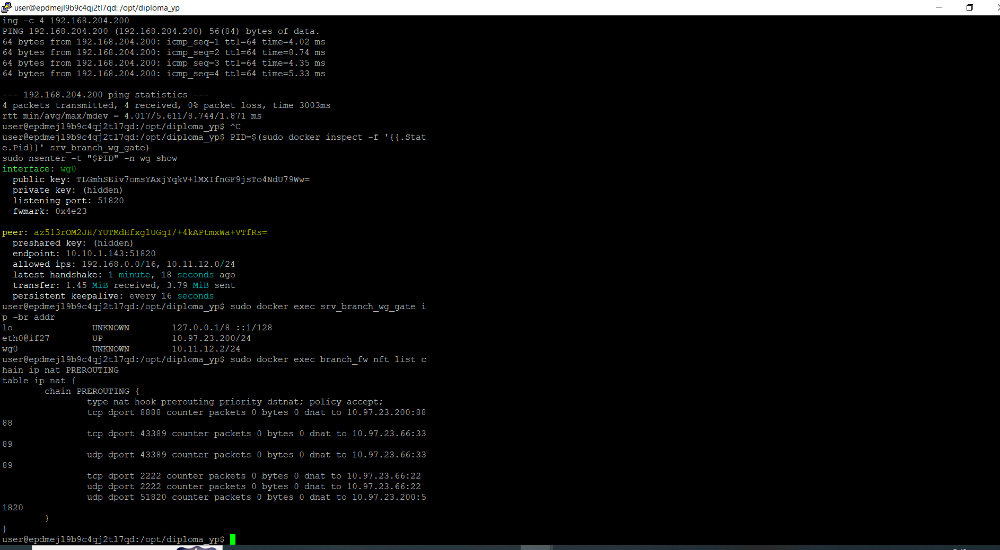 user@epdmejl9b9c4qj2tl7qd: /opt/diploma_yp
ing -c 4 192.168.204.200
PING 192.168.204.200 (192.168.204.200) 56(84) bytes of data.
64 bytes from 192.168.204.200: icmp_seq=1 ttl=64 time=4.02 ms
64 bytes from 192.168.204.200: icmp_seq=2 ttl=64 time=8.74 ms
64 bytes from 192.168.204.200: icmp_seq=3 ttl=64 time=4.35 ms
64 bytes from 192.168.204.200: icmp_seq=4 ttl=64 time=5.33 ms
--- 192.168.204.200 ping statistics ---
4 packets transmitted, 4 received, 0% packet loss, time 3003ms
rtt min/avg/max/mdev = 4.017/5.611/8.744/1.871 ms
user@epdmejl9b9c4qj2tl7qd:/opt/diploma_yp$ ^C
user@epdmejl9b9c4qj2tl7qd:/opt/diploma_yp$ PID=$(sudo docker inspect -f '{{.Stat
e.Pid}}' srv_branch_wg_gate)
sudo nsenter -t "$PID" -n wg show
interface: wg0
  public key: TLGmhSEiv7omsYAxjYqkV+1MXIfnGF9jsTo4NdU79Ww=
  private key: (hidden)
  listening port: 51820
  fwmark: 0x4e23
peer: az513rOM2JH/YUTMdHfxglUGqI/+4kAPtmxWa+VTfRs=
  preshared key: (hidden)
  endpoint: 10.10.1.143:51820
  allowed ips: 192.168.0.0/16, 10.11.12.0/24
  latest handshake: 1 minute, 18 seconds ago
  transfer: 1.45 MiB received, 3.79 MiB sent
  persistent keepalive: every 16 seconds
user@epdmejl9b9c4qj2tl7qd:/opt/diploma_yp$ sudo docker exec srv_branch_wg_gate i
p -br addr
lo               UNKNOWN        127.0.0.1/8 ::1/128
eth0@if27        UP             10.97.23.200/24
wg0              UNKNOWN        10.11.12.2/24
user@epdmejl9b9c4qj2tl7qd:/opt/diploma_yp$ sudo docker exec branch_fw nft list c
hain ip nat PREROUTING
table ip nat {
        chain PREROUTING {
                type nat hook prerouting priority dstnat; policy accept;
                tcp dport 8888 counter packets 0 bytes 0 dnat to 10.97.23.200:88
88
                tcp dport 43389 counter packets 0 bytes 0 dnat to 10.97.23.66:33
89
                udp dport 43389 counter packets 0 bytes 0 dnat to 10.97.23.66:33
89
                tcp dport 2222 counter packets 0 bytes 0 dnat to 10.97.23.66:22
                udp dport 2222 counter packets 0 bytes 0 dnat to 10.97.23.66:22
                udp dport 51820 counter packets 0 bytes 0 dnat to 10.97.23.200:5
1820
        }
}
user@epdmejl9b9c4qj2tl7qd:/opt/diploma_yp$